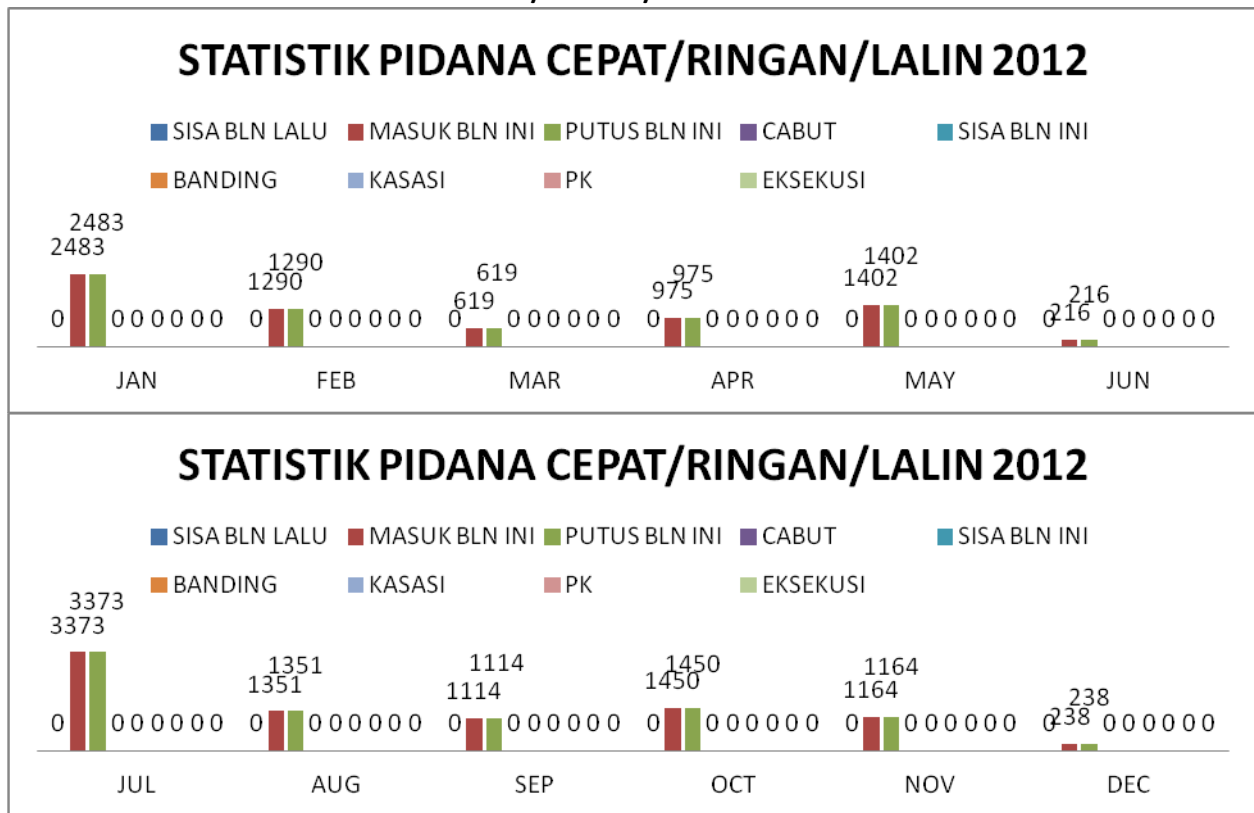 STATISTIK PIDANA CEPAT/RINGAN/LALIN 2012
SISA BLN LALU MASUK BLN INI PUTUS BLN INI CABUT SISA BLN INI
BANDING KASASI PK EKSEKUSI
2483 1290 619 975 1402 216
2483 1290 619 975 1402 216
0 0 0 0 0 0 0 0 0 0 0 0 0 0 0 0 0 0 0 0 0 0 0 0 0 0 0 0 0 0 0 0 0 0 0 0 0 0 0 0 0 0
JAN FEB MAR APR MAY JUN
STATISTIK PIDANA CEPAT/RINGAN/LALIN 2012
SISA BLN LALU MASUK BLN INI PUTUS BLN INI CABUT SISA BLN INI
BANDING KASASI PK EKSEKUSI
3373 1351 1114 1450 1164 238
3373 1351 1114 1450 1164 238
0 0 0 0 0 0 0 0 0 0 0 0 0 0 0 0 0 0 0 0 0 0 0 0 0 0 0 0 0 0 0 0 0 0 0 0 0 0 0 0 0 0
JUL AUG SEP OCT NOV DEC